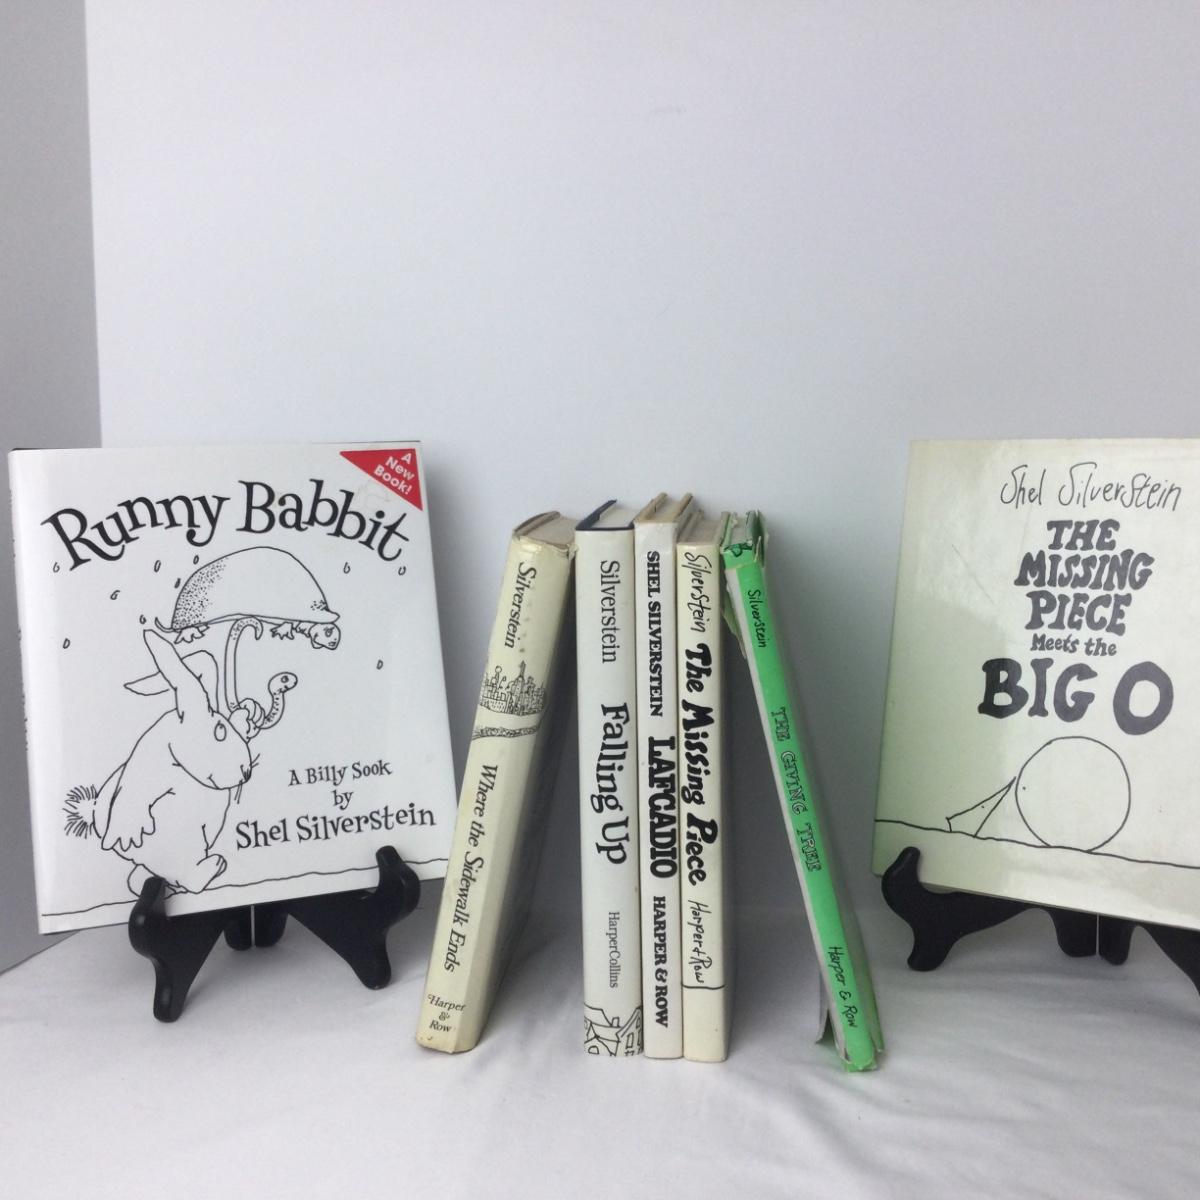 A
New
Book!
Runny Babbit
A Billy Sook
by
Shel Silverstein
Silverstein
Where the Sidewalk Ends
Harper
&
Row
Silverstein Falling Up HarperCollins
SHEL SILVERSTEIN LAFCADIO HARPER & ROW
Silverstein The Missing Piece Harper & Row
Silverstein THE GIVING TREE Harper & Row
Shel Silverstein
THE
MISSING
PIECE
Meets the
BIG O